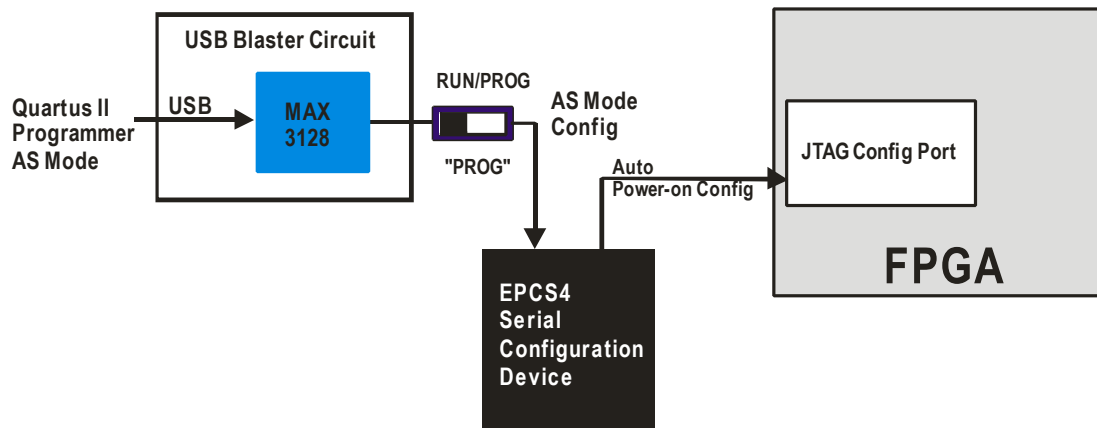 USB Blaster Circuit
Quartus II
Programmer
AS Mode
USB
MAX
3128
RUN/PROG
"PROG"
AS Mode
Config
Auto
Power-on Config
JTAG Config Port
FPGA
EPCS4
Serial
Configuration
Device